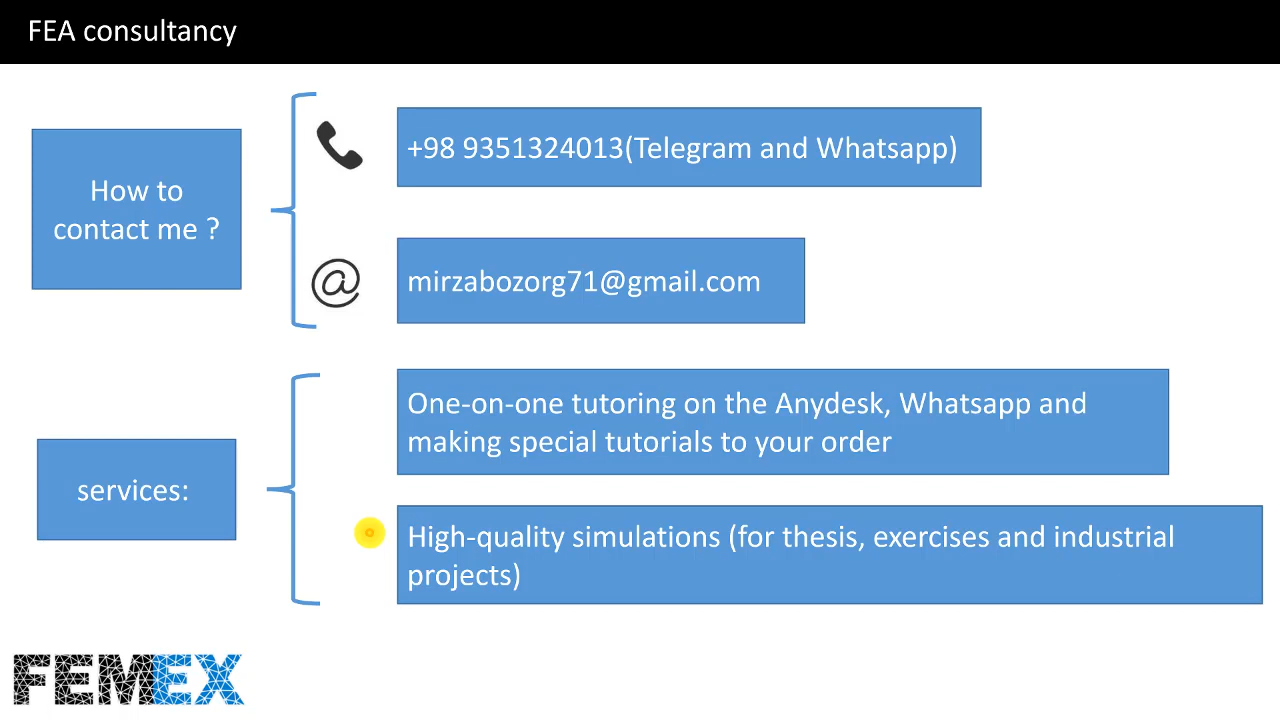 FEA consultancy
How to
contact me ?
+98 9351324013(Telegram and Whatsapp)
@
mirzabozorg71@gmail.com
services:
One-on-one tutoring on the Anydesk, Whatsapp and
making special tutorials to your order
High-quality simulations (for thesis, exercises and industrial
projects)
FEMEX